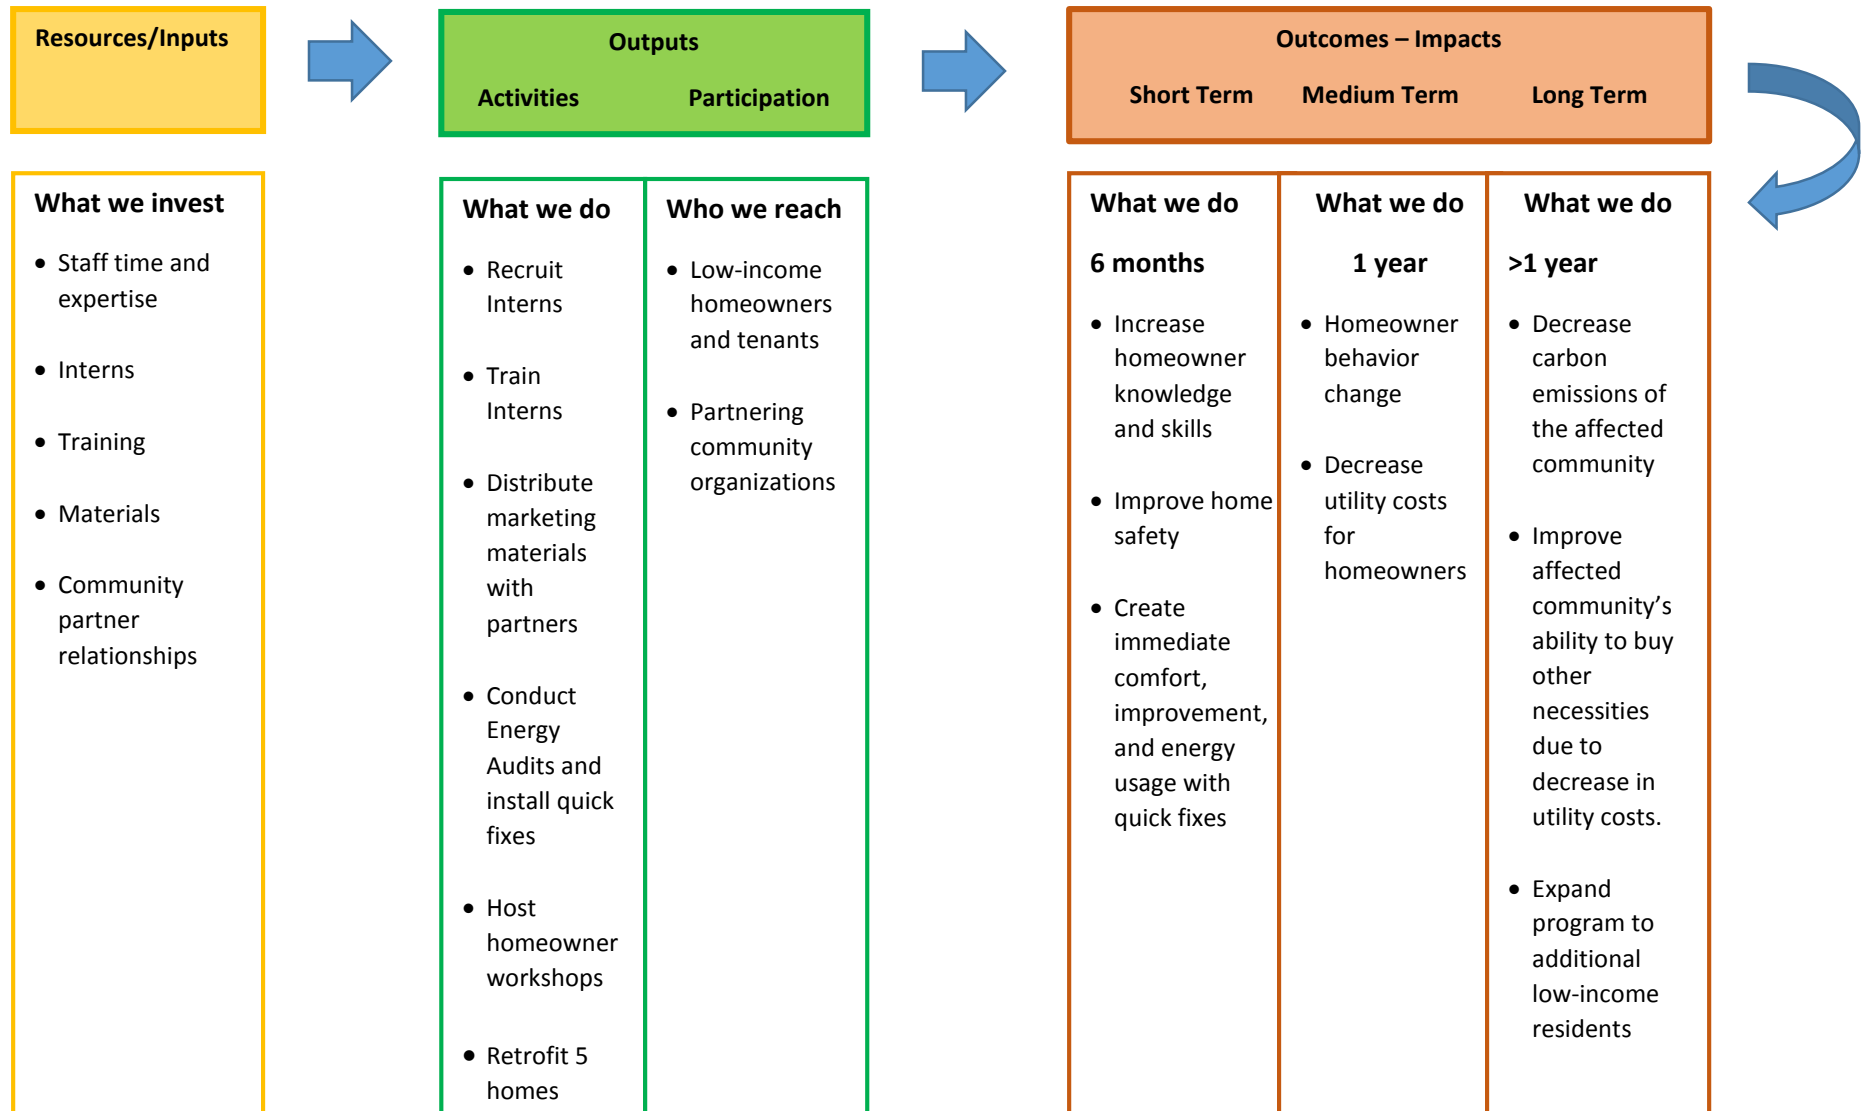 Resources/Inputs
Outputs
Activities
Participation
Outcomes – Impacts
Short Term
Medium Term
Long Term
What we invest
• Staff time and
expertise
• Interns
• Training
• Materials
• Community
partner
relationships
What we do
• Recruit
Interns
• Train
Interns
• Distribute
marketing
materials
with
partners
• Conduct
Energy
Audits and
install quick
fixes
• Host
homeowner
workshops
• Retrofit 5
homes
Who we reach
• Low-income
homeowners
and tenants
• Partnering
community
organizations
What we do
6 months
• Increase
homeowner
knowledge
and skills
• Improve home
safety
• Create
immediate
comfort,
improvement,
and energy
usage with
quick fixes
What we do
1 year
• Homeowner
behavior
change
• Decrease
utility costs
for
homeowners
What we do
>1 year
• Decrease
carbon
emissions of
the affected
community
• Improve
affected
community’s
ability to buy
other
necessities
due to
decrease in
utility costs.
• Expand
program to
additional
low-income
residents